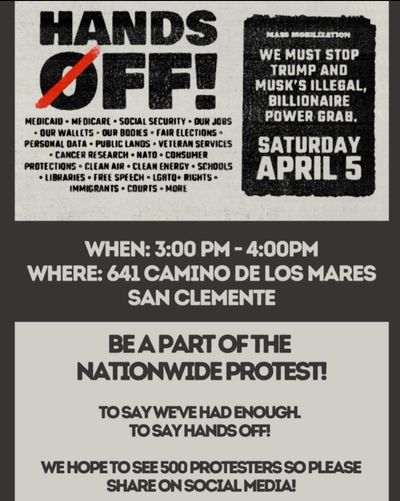 HANDS
OFF!
MEDICAID • MEDICARE • SOCIAL SECURITY • OUR JOBS
• OUR WALLETS • OUR BODIES • FAIR ELECTIONS •
PERSONAL DATA • PUBLIC LANDS • VETERAN SERVICES
• CANCER RESEARCH • NATO • CONSUMER
PROTECTIONS • CLEAN AIR • CLEAN ENERGY • SCHOOLS
• LIBRARIES • FREE SPEECH • LGBTQ+ RIGHTS •
IMMIGRANTS • COURTS • MORE
MASS MOBILIZATION
WE MUST STOP
TRUMP AND
MUSK'S ILLEGAL,
BILLIONAIRE
POWER GRAB.
SATURDAY
APRIL 5
WHEN: 3:00 PM - 4:00PM
WHERE: 641 CAMINO DE LOS MARES
SAN CLEMENTE
BE A PART OF THE
NATIONWIDE PROTEST!
TO SAY WE'VE HAD ENOUGH.
TO SAY HANDS OFF!
WE HOPE TO SEE 500 PROTESTERS SO PLEASE
SHARE ON SOCIAL MEDIA!